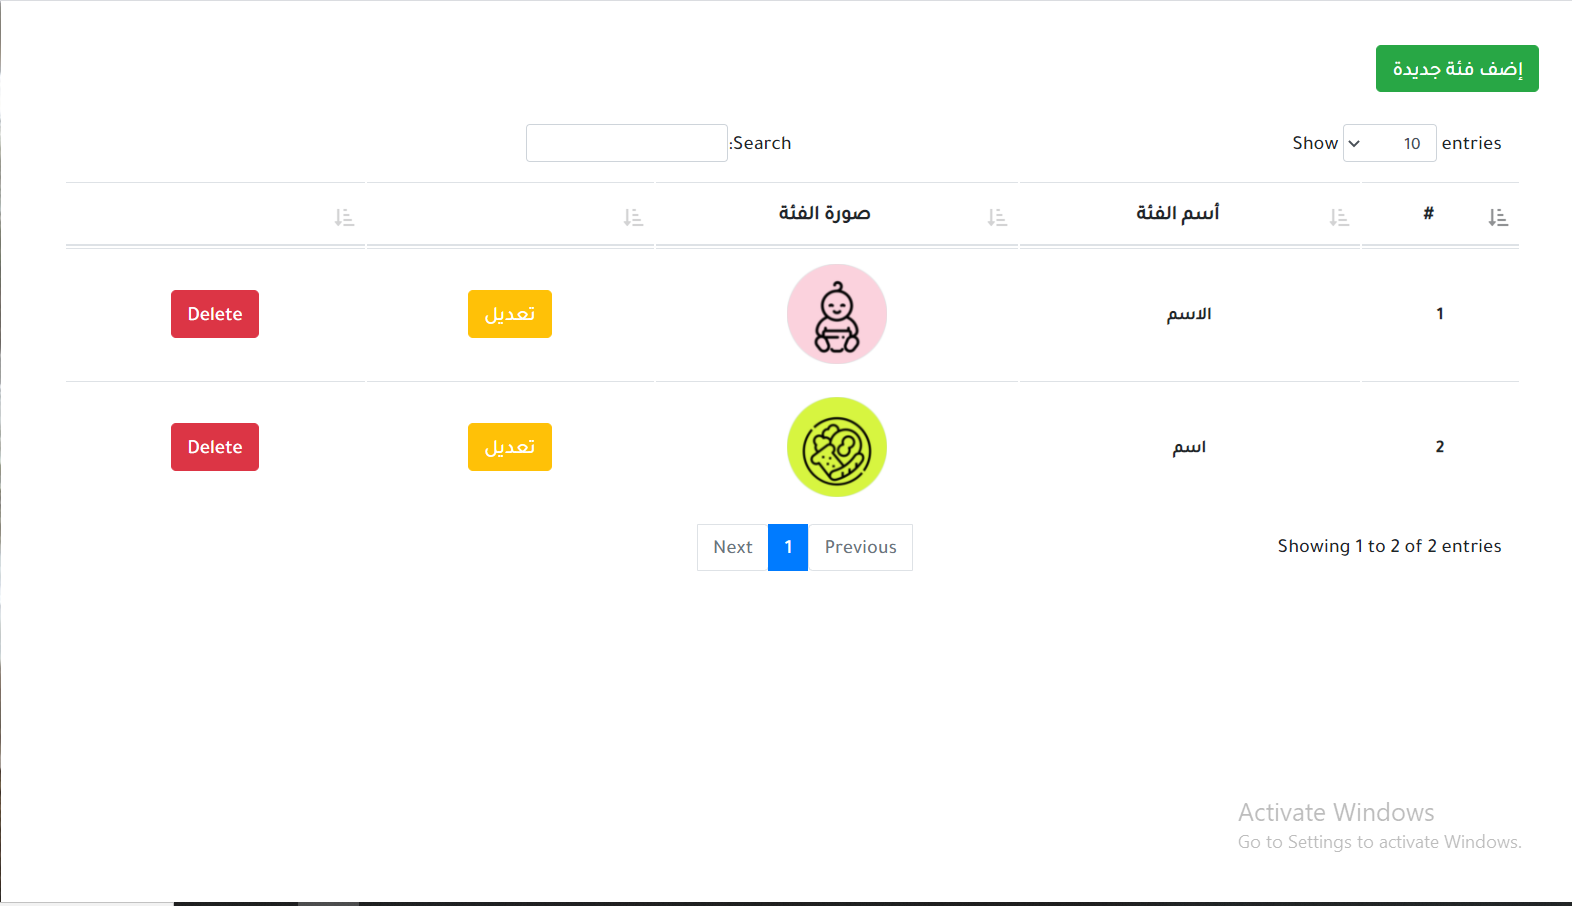 إضف فئة جديدة
Show 10 entries
Search:
# أسم الفئة صورة الفئة
1 الاسم تعديل Delete
2 اسم تعديل Delete
Showing 1 to 2 of 2 entries
Previous 1 Next
Activate Windows
Go to Settings to activate Windows.